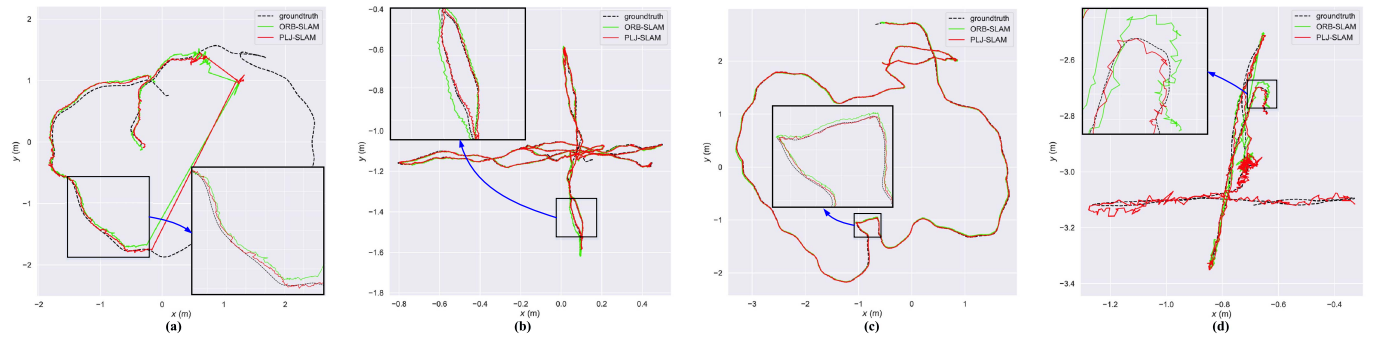 groundtruth
ORB-SLAM
PLJ-SLAM
2
1
0
−1
−2
y (m)
−2
−1
0
1
2
x (m)
(a)
groundtruth
ORB-SLAM
PLJ-SLAM
−0.4
−0.6
−0.8
−1.0
−1.2
−1.4
−1.6
−1.8
y (m)
−0.8
−0.6
−0.4
−0.2
0.0
0.2
0.4
x (m)
(b)
groundtruth
ORB-SLAM
PLJ-SLAM
3
2
1
0
−1
−2
y (m)
−3
−2
−1
0
1
x (m)
(c)
groundtruth
ORB-SLAM
PLJ-SLAM
−2.6
−2.8
−3.0
−3.2
−3.4
y (m)
−1.2
−1.0
−0.8
−0.6
−0.4
x (m)
(d)